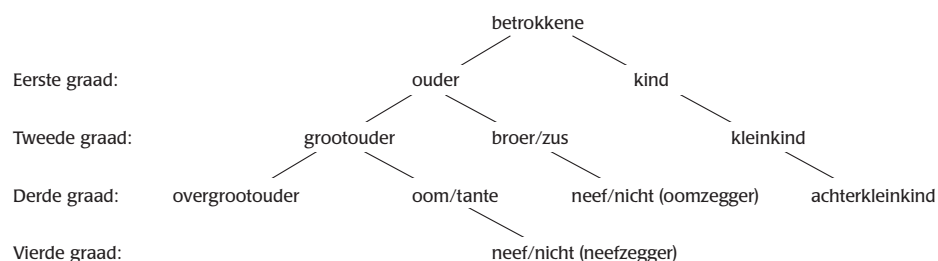 betrokkene
Eerste graad: ouder kind
Tweede graad: grootouder broer/zus kleinkind
Derde graad: overgrootouder oom/tante neef/nicht (oomzegger) achterkleinkind
Vierde graad: neef/nicht (neefzegger)